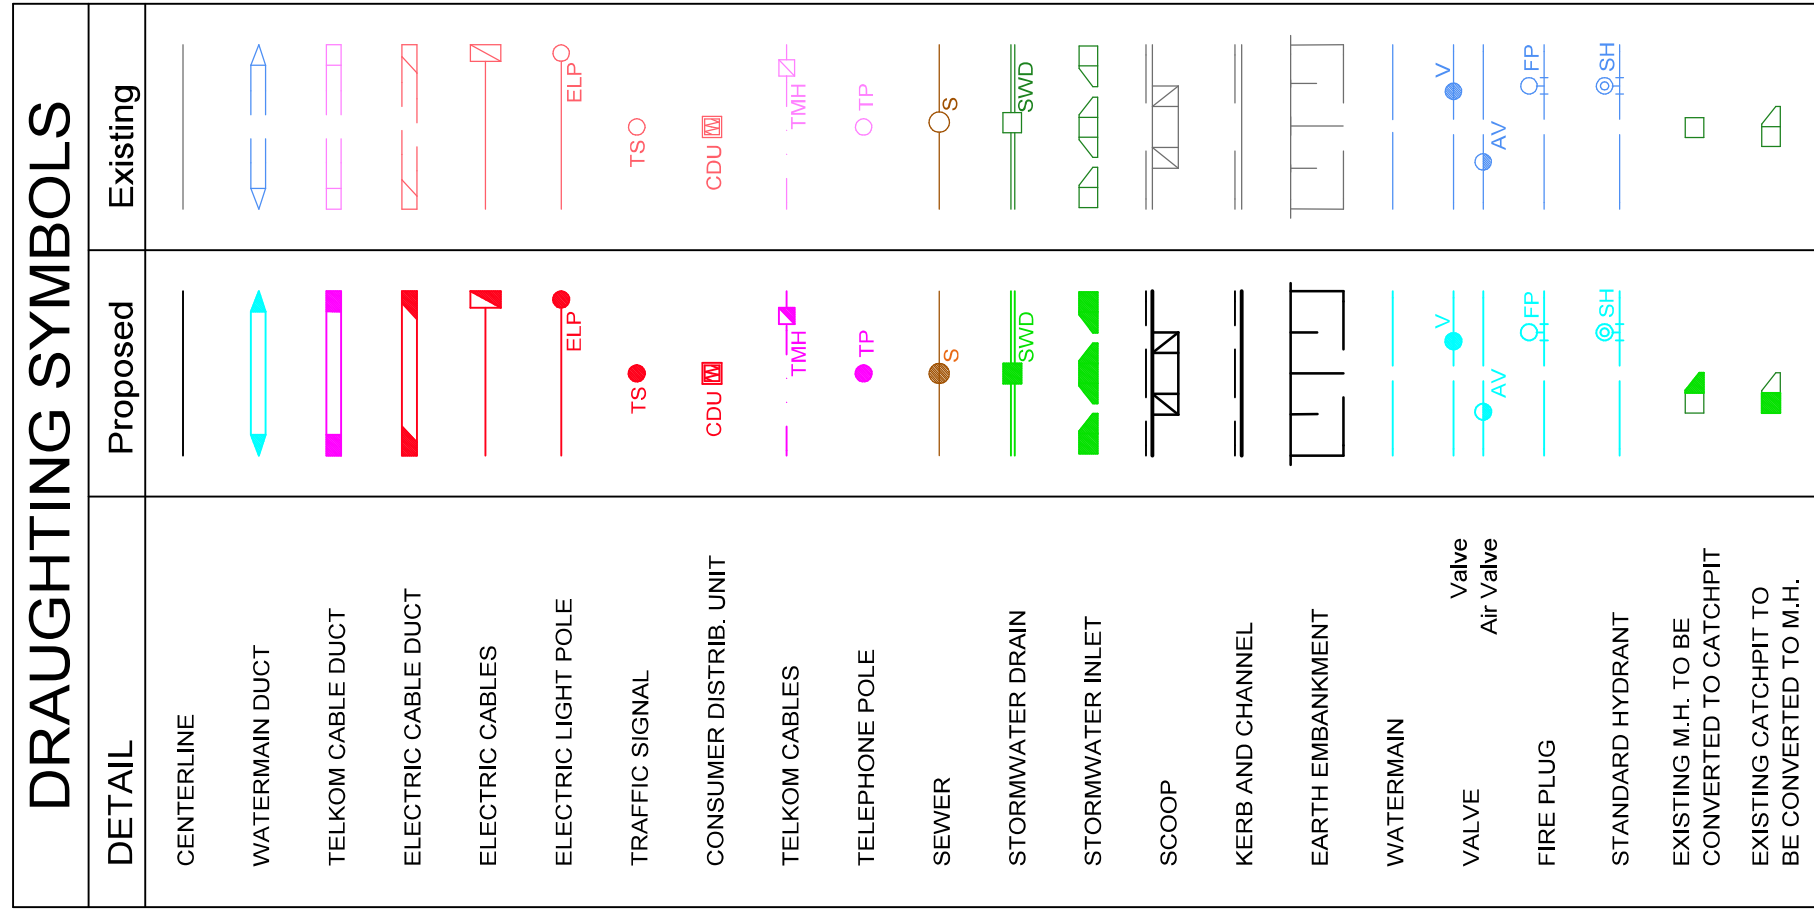 DRAUGHTING SYMBOLS
DETAIL Proposed Existing
CENTERLINE
WATERMAIN DUCT
TELKOM CABLE DUCT
ELECTRIC CABLE DUCT
ELECTRIC CABLES
ELECTRIC LIGHT POLE ELP ELP
TRAFFIC SIGNAL TS TS
CONSUMER DISTRIB. UNIT CDU W CDU W
TELKOM CABLES TMH TMH
TELEPHONE POLE TP TP
SEWER S S
STORMWATER DRAIN SWD SWD
STORMWATER INLET
SCOOP
KERB AND CHANNEL
EARTH EMBANKMENT
WATERMAIN
VALVE Valve V V
Air Valve AV AV
FIRE PLUG FP FP
STANDARD HYDRANT SH SH
EXISTING M.H. TO BE
CONVERTED TO CATCHPIT
EXISTING CATCHPIT TO
BE CONVERTED TO M.H.